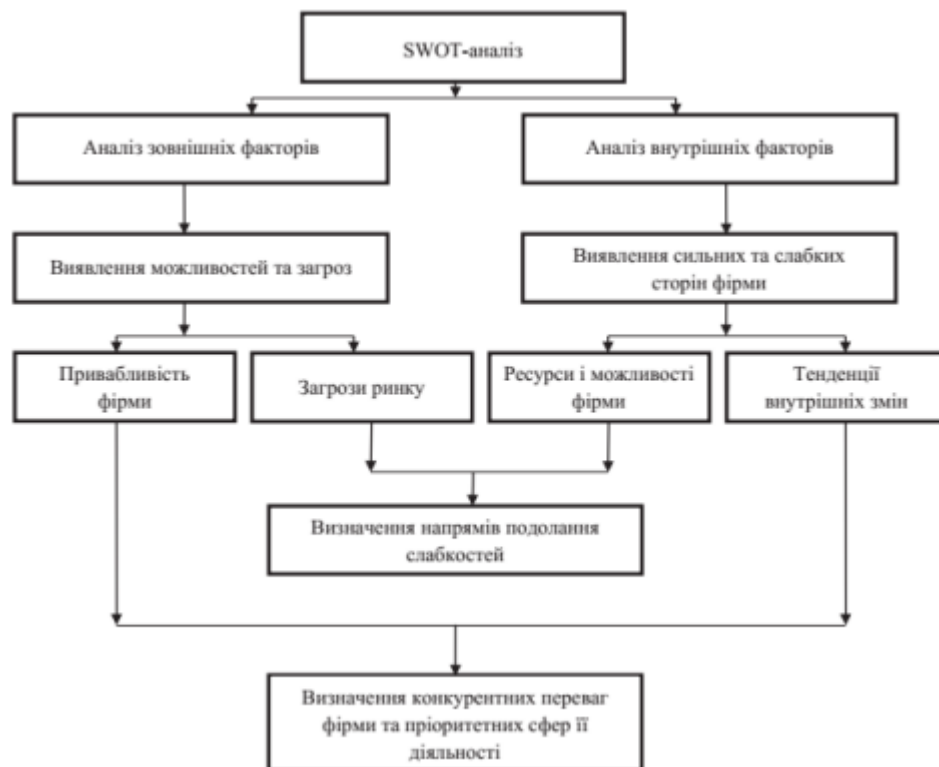 SWOT-аналіз
Аналіз зовнішніх факторів
Аналіз внутрішніх факторів
Виявлення можливостей та загроз
Виявлення сильних та слабких
сторін фірми
Привабливість
фірми
Загрози ринку
Ресурси і можливості
фірми
Тенденції
внутрішніх змін
Визначення напрямів подолання
слабкостей
Визначення конкурентних переваг
фірми та пріоритетних сфер її
діяльності